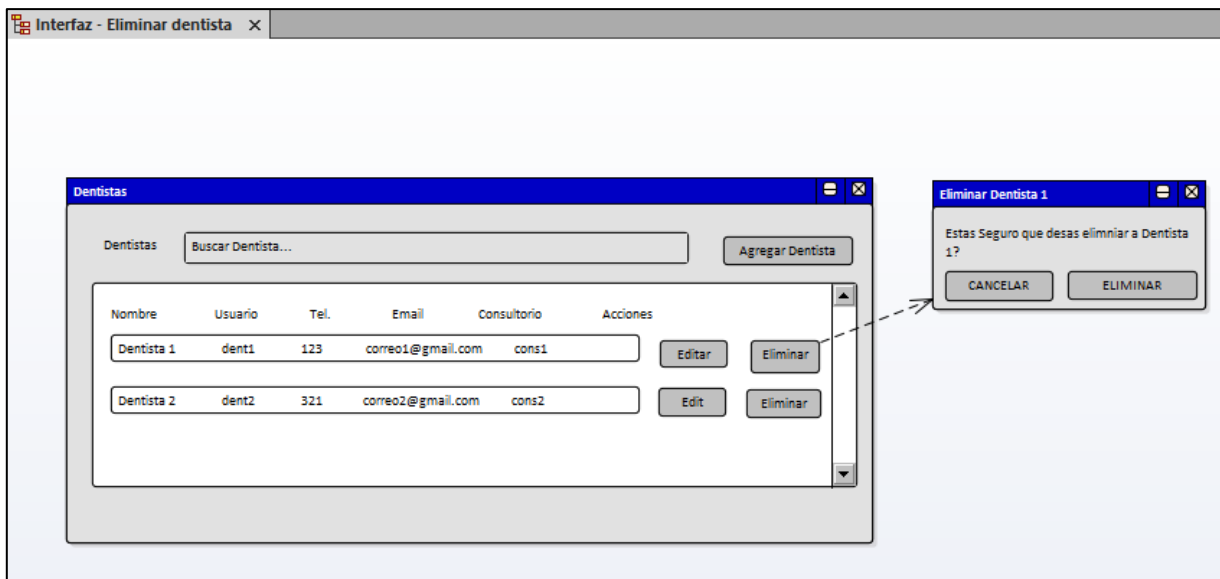 Interfaz - Eliminar dentista
Dentistas
Dentistas Buscar Dentista... Agregar Dentista
Nombre Usuario Tel. Email Consultorio Acciones
Dentista 1 dent1 123 correo1@gmail.com cons1 Editar Eliminar
Dentista 2 dent2 321 correo2@gmail.com cons2 Edit Eliminar
Eliminar Dentista 1
Estas Seguro que desas elimniar a Dentista
1?
CANCELAR ELIMINAR